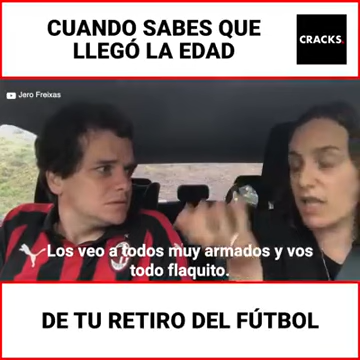 CUANDO SABES QUE
LLEGÓ LA EDAD
CRACKS.
Jero Freixas
Los veo a todos muy armados y vos
todo flaquito.
DE TU RETIRO DEL FÚTBOL